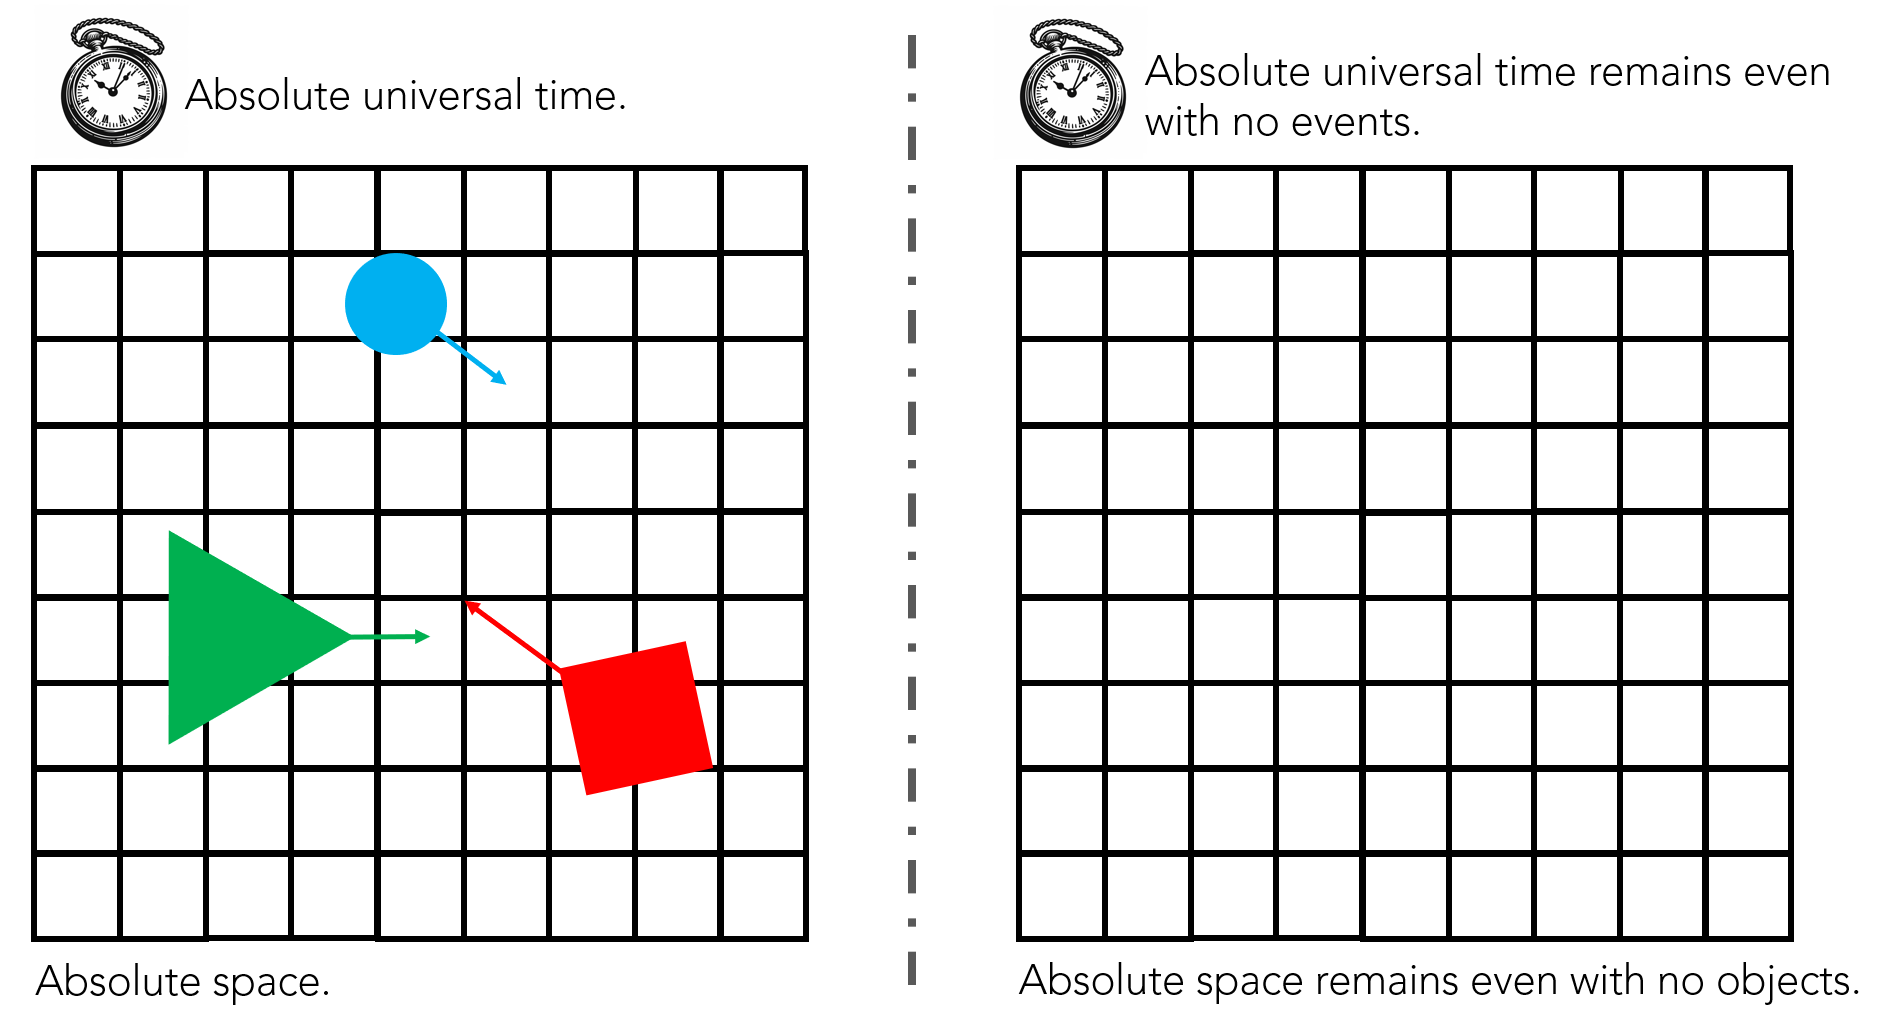 Absolute universal time.
Absolute space.
Absolute universal time remains even
with no events.
Absolute space remains even with no objects.